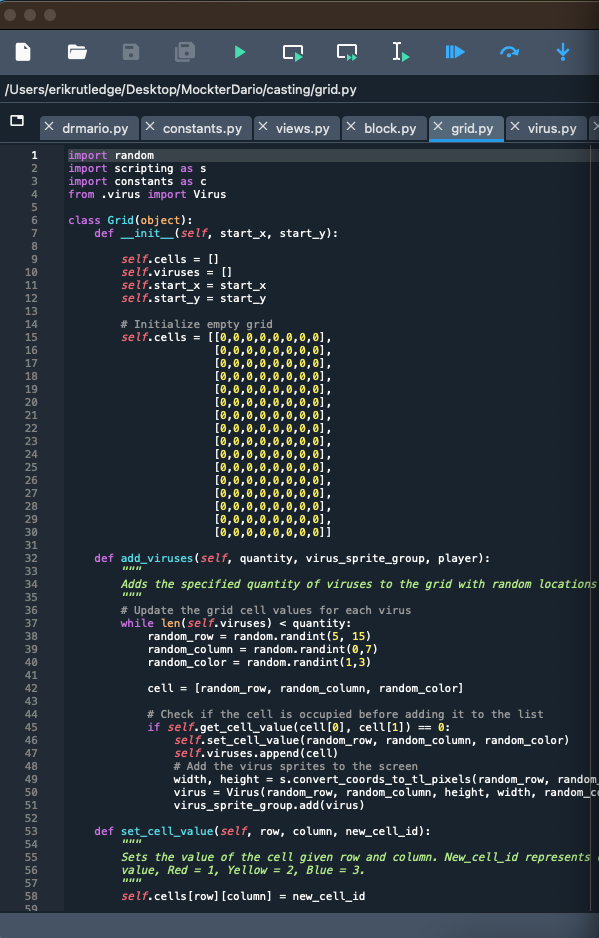 /Users/erikrutledge/Desktop/MockterDario/casting/grid.py
drmario.py constants.py views.py block.py grid.py virus.py
1 import random
2 import scripting as s
3 import constants as c
4 from .virus import Virus
5
6 class Grid(object):
7     def __init__(self, start_x, start_y):
8
9         self.cells = []
10         self.viruses = []
11         self.start_x = start_x
12         self.start_y = start_y
13
14         # Initialize empty grid
15         self.cells = [[0,0,0,0,0,0,0,0],
16                       [0,0,0,0,0,0,0,0],
17                       [0,0,0,0,0,0,0,0],
18                       [0,0,0,0,0,0,0,0],
19                       [0,0,0,0,0,0,0,0],
20                       [0,0,0,0,0,0,0,0],
21                       [0,0,0,0,0,0,0,0],
22                       [0,0,0,0,0,0,0,0],
23                       [0,0,0,0,0,0,0,0],
24                       [0,0,0,0,0,0,0,0],
25                       [0,0,0,0,0,0,0,0],
26                       [0,0,0,0,0,0,0,0],
27                       [0,0,0,0,0,0,0,0],
28                       [0,0,0,0,0,0,0,0],
29                       [0,0,0,0,0,0,0,0],
30                       [0,0,0,0,0,0,0,0]]
31
32     def add_viruses(self, quantity, virus_sprite_group, player):
33         """
34         Adds the specified quantity of viruses to the grid with random locations
35         """
36         # Update the grid cell values for each virus
37         while len(self.viruses) < quantity:
38             random_row = random.randint(5, 15)
39             random_column = random.randint(0,7)
40             random_color = random.randint(1,3)
41
42             cell = [random_row, random_column, random_color]
43
44             # Check if the cell is occupied before adding it to the list
45             if self.get_cell_value(cell[0], cell[1]) == 0:
46                 self.set_cell_value(random_row, random_column, random_color)
47                 self.viruses.append(cell)
48                 # Add the virus sprites to the screen
49                 width, height = s.convert_coords_to_tl_pixels(random_row, random_
50                 virus = Virus(random_row, random_column, height, width, random_co
51                 virus_sprite_group.add(virus)
52
53     def set_cell_value(self, row, column, new_cell_id):
54         """
55         Sets the value of the cell given row and column. New_cell_id represents
56         value, Red = 1, Yellow = 2, Blue = 3.
57         """
58         self.cells[row][column] = new_cell_id
59